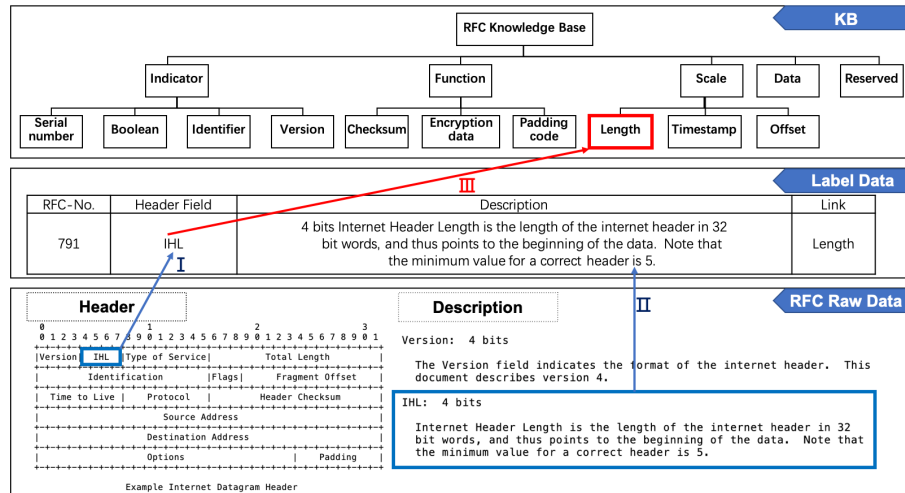 KB
RFC Knowledge Base
Indicator Function Scale Data Reserved
Serial number Boolean Identifier Version Checksum Encryption data Padding code Length Timestamp Offset
III
Label Data
RFC-No. Header Field Description Link
791 IHL 4 bits Internet Header Length is the length of the internet header in 32
bit words, and thus points to the beginning of the data. Note that
the minimum value for a correct header is 5. Length
I
II
RFC Raw Data
Header
0 1 2 3
0 1 2 3 4 5 6 7 8 9 0 1 2 3 4 5 6 7 8 9 0 1 2 3 4 5 6 7 8 9 0 1
+-+-+-+-+-+-+-+-+-+-+-+-+-+-+-+-+-+-+-+-+-+-+-+-+-+-+-+-+-+-+-+-+
|Version| IHL |Type of Service| Total Length |
+-+-+-+-+-+-+-+-+-+-+-+-+-+-+-+-+-+-+-+-+-+-+-+-+-+-+-+-+-+-+-+-+
| Identification |Flags| Fragment Offset |
+-+-+-+-+-+-+-+-+-+-+-+-+-+-+-+-+-+-+-+-+-+-+-+-+-+-+-+-+-+-+-+-+
| Time to Live | Protocol | Header Checksum |
+-+-+-+-+-+-+-+-+-+-+-+-+-+-+-+-+-+-+-+-+-+-+-+-+-+-+-+-+-+-+-+-+
| Source Address |
+-+-+-+-+-+-+-+-+-+-+-+-+-+-+-+-+-+-+-+-+-+-+-+-+-+-+-+-+-+-+-+-+
| Destination Address |
+-+-+-+-+-+-+-+-+-+-+-+-+-+-+-+-+-+-+-+-+-+-+-+-+-+-+-+-+-+-+-+-+
| Options | Padding |
+-+-+-+-+-+-+-+-+-+-+-+-+-+-+-+-+-+-+-+-+-+-+-+-+-+-+-+-+-+-+-+-+
Example Internet Datagram Header
Description
Version: 4 bits
The Version field indicates the format of the internet header. This
document describes version 4.
IHL: 4 bits
Internet Header Length is the length of the internet header in 32
bit words, and thus points to the beginning of the data. Note that
the minimum value for a correct header is 5.